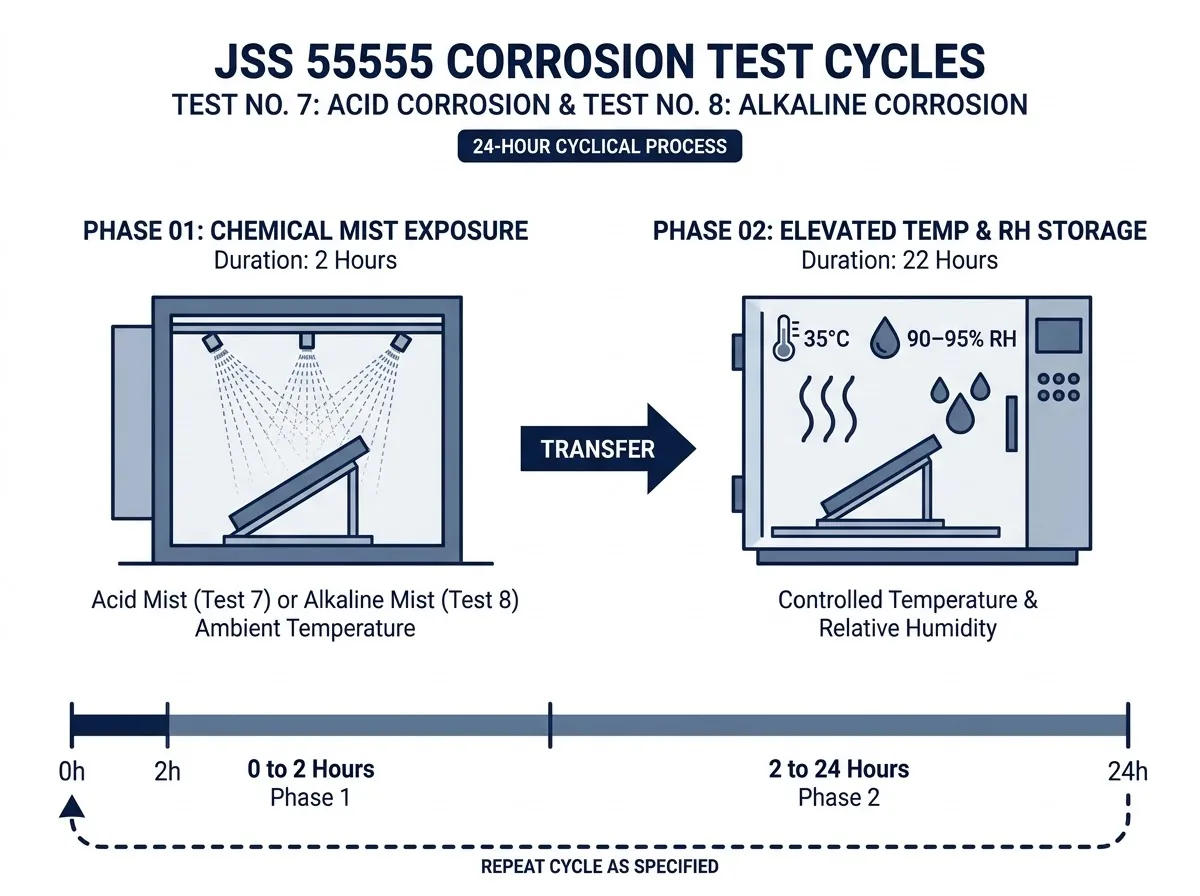 JSS 55555 CORROSION TEST CYCLES
TEST NO. 7: ACID CORROSION & TEST NO. 8: ALKALINE CORROSION
24-HOUR CYCLICAL PROCESS
PHASE 01: CHEMICAL MIST EXPOSURE
Duration: 2 Hours
PHASE 02: ELEVATED TEMP & RH STORAGE
Duration: 22 Hours
35°C
90–95% RH
TRANSFER
Acid Mist (Test 7) or Alkaline Mist (Test 8)
Ambient Temperature
Controlled Temperature &
Relative Humidity
0h
2h
0 to 2 Hours
Phase 1
2 to 24 Hours
Phase 2
24h
REPEAT CYCLE AS SPECIFIED